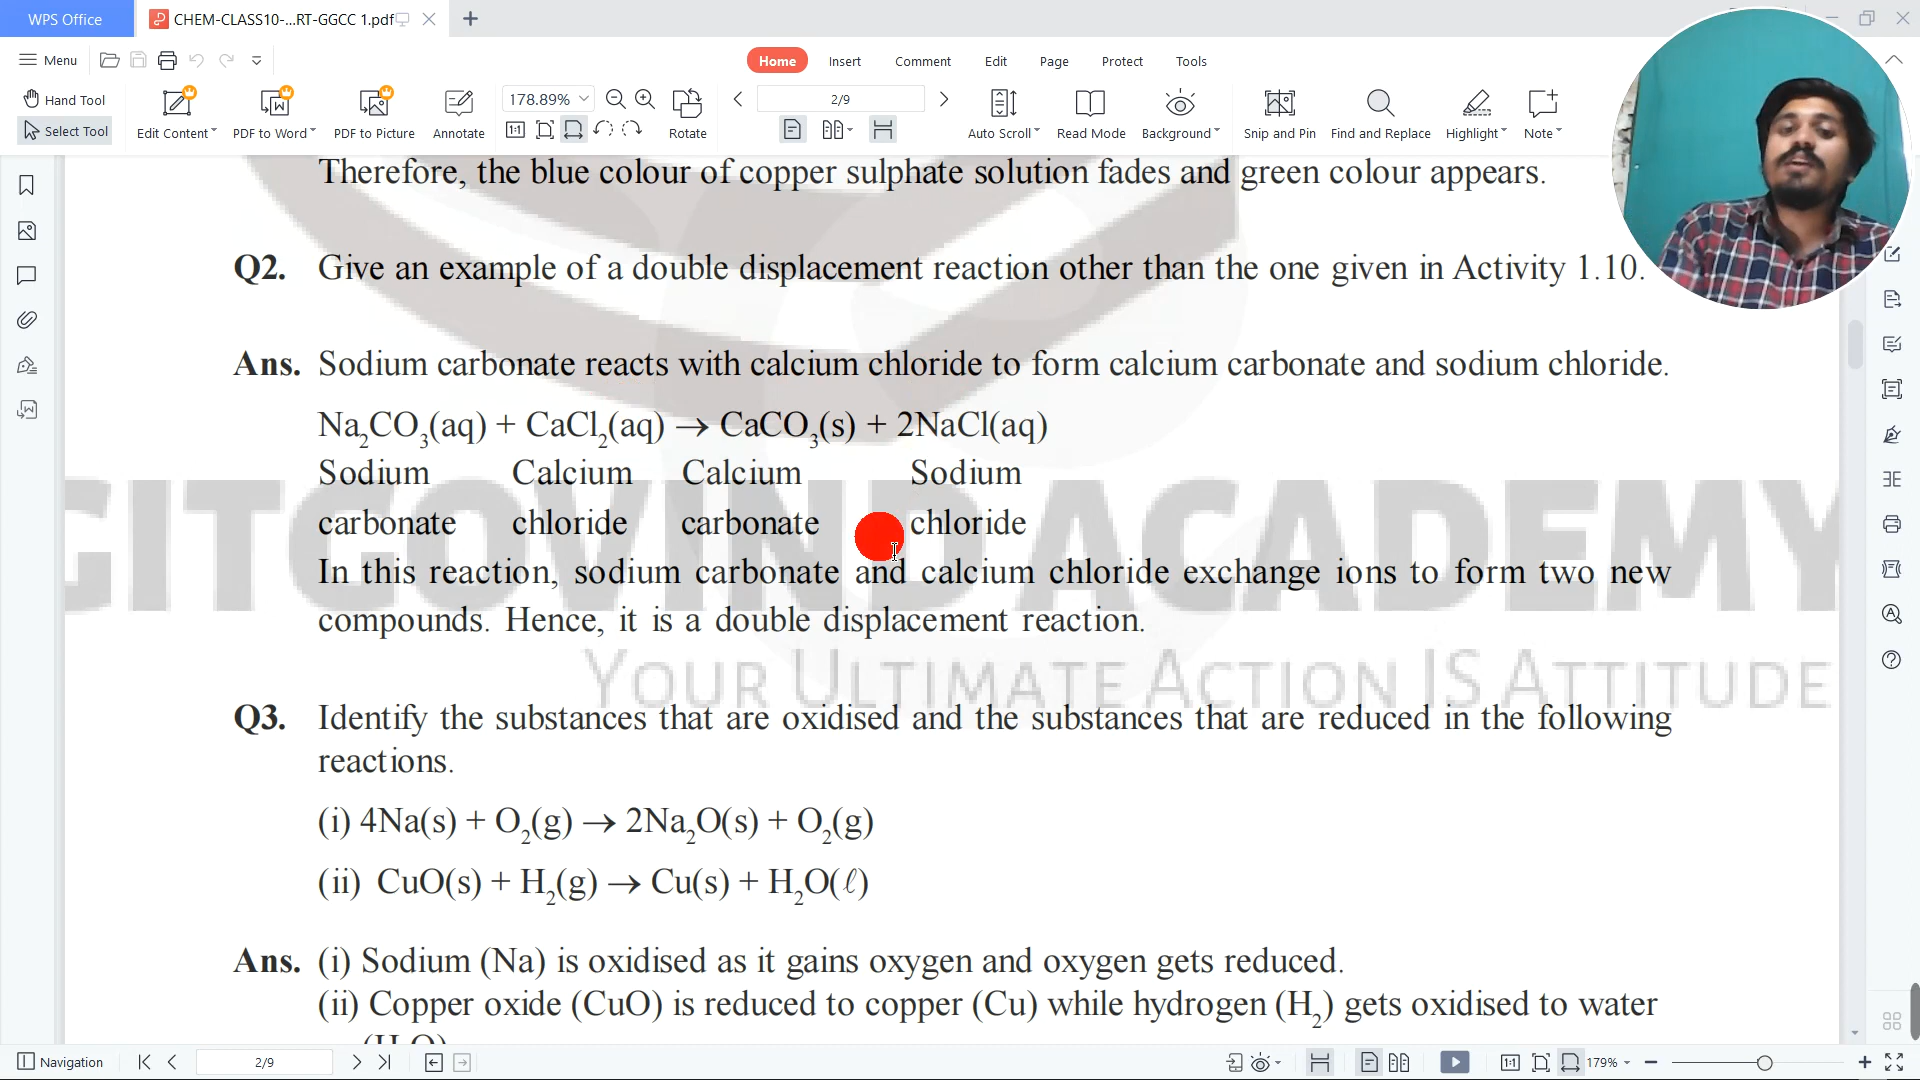 WPS Office
CHEM-CLASS10-...RT-GGCC 1.pdf
Menu
Home Insert Comment Edit Page Protect Tools
Hand Tool
Select Tool
Edit Content PDF to Word PDF to Picture Annotate
178.89%
1:1
Rotate
2/9
Auto Scroll Read Mode Background Snip and Pin Find and Replace Highlight Note
Therefore, the blue colour of copper sulphate solution fades and green colour appears.
Q2. Give an example of a double displacement reaction other than the one given in Activity 1.10.
Ans. Sodium carbonate reacts with calcium chloride to form calcium carbonate and sodium chloride.
Na₂CO₃(aq) + CaCl₂(aq) → CaCO₃(s) + 2NaCl(aq)
Sodium Calcium Calcium Sodium
carbonate chloride carbonate chloride
GITGOVIND ACADEMY
In this reaction, sodium carbonate and calcium chloride exchange ions to form two new
compounds. Hence, it is a double displacement reaction.
YOUR ULTIMATE ACTION IS ATTITUDE
Q3. Identify the substances that are oxidised and the substances that are reduced in the following
reactions.
(i) 4Na(s) + O₂(g) → 2Na₂O(s) + O₂(g)
(ii) CuO(s) + H₂(g) → Cu(s) + H₂O(ℓ)
Ans. (i) Sodium (Na) is oxidised as it gains oxygen and oxygen gets reduced.
(ii) Copper oxide (CuO) is reduced to copper (Cu) while hydrogen (H₂) gets oxidised to water
Navigation
2/9
1:1
179%